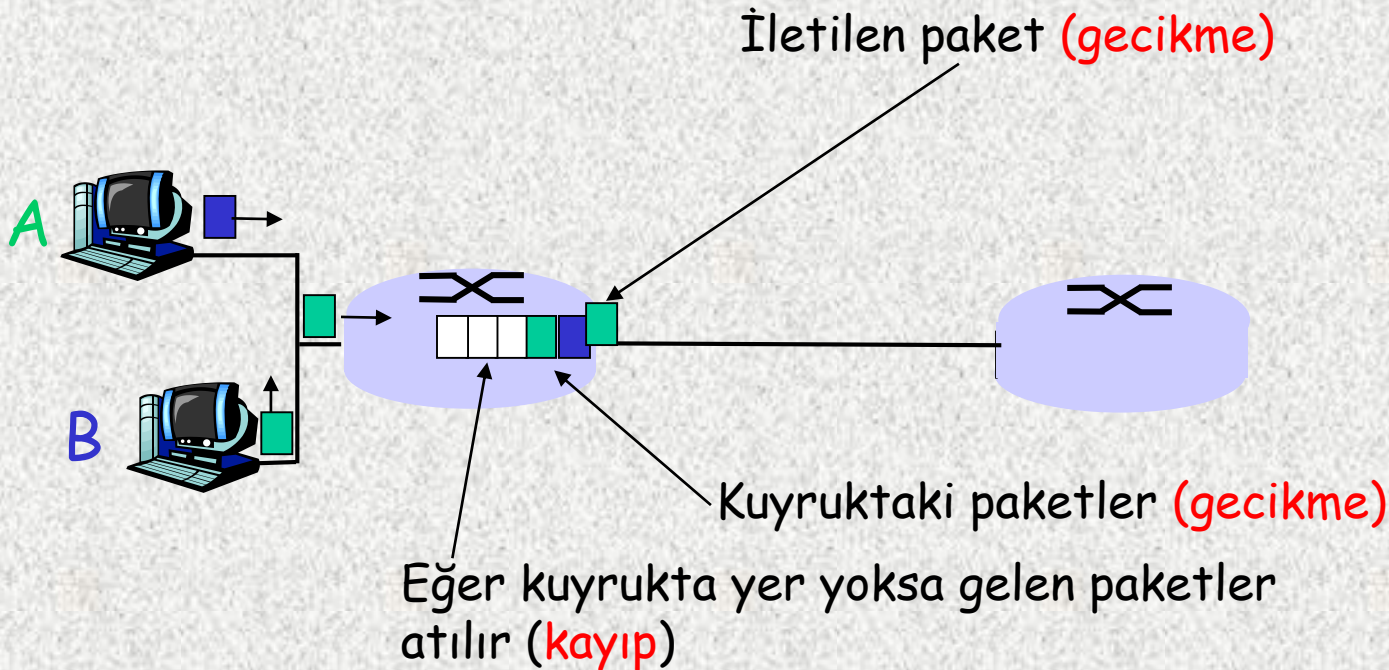 İletilen paket (gecikme)
A
B
Kuyruktaki paketler (gecikme)
Eğer kuyrukta yer yoksa gelen paketler
atılır (kayıp)